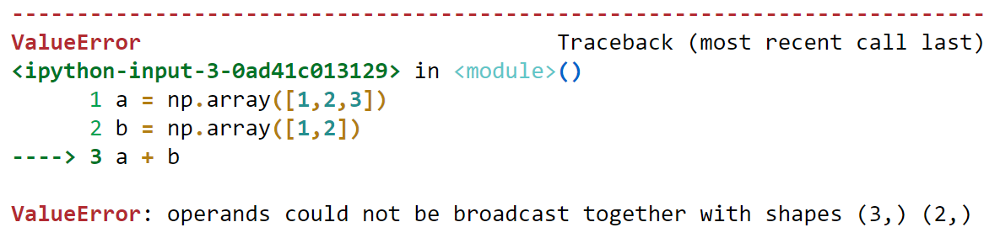 ---------------------------------------------------------------------------
ValueError                                Traceback (most recent call last)
<ipython-input-3-0ad41c013129> in <module>()
      1 a = np.array([1,2,3])
      2 b = np.array([1,2])
----> 3 a + b

ValueError: operands could not be broadcast together with shapes (3,) (2,)